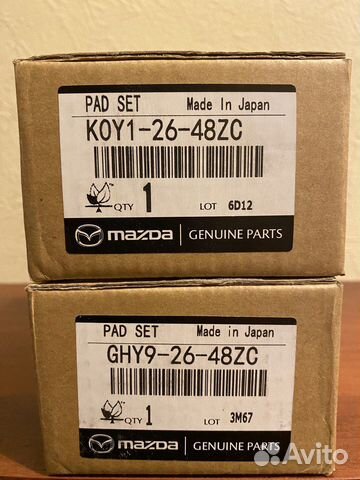 PAD SET Made In Japan
K0Y1-26-48ZC
QTY 1 LOT 6D12
mazda GENUINE PARTS
PAD SET Made in Japan
GHY9-26-48ZC
QTY 1 LOT 3M67
mazda GENUINE PARTS
Avito